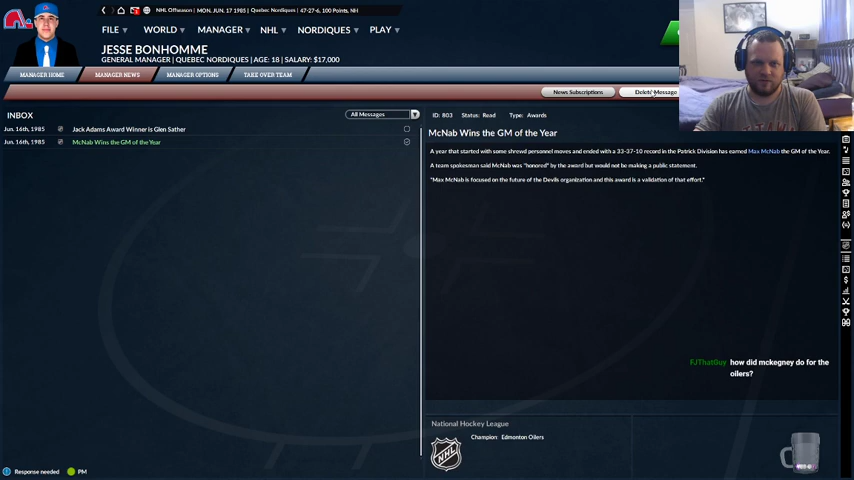 NHL Offseason | MON. JUN. 17 1985 | Quebec Nordiques | 47-27-6, 100 Points, NH
FILE WORLD MANAGER NHL NORDIQUES PLAY
JESSE BONHOMME
GENERAL MANAGER | QUEBEC NORDIQUES | AGE: 18 | SALARY: $17,000
MANAGER HOME MANAGER NEWS MANAGER OPTIONS TAKE OVER TEAM
News Subscriptions Delete Message
INBOX All Messages
Jun. 16th, 1985 Jack Adams Award Winner is Glen Sather
Jun. 16th, 1985 McNab Wins the GM of the Year
ID: 803 Status: Read Type: Awards
McNab Wins the GM of the Year
A year that started with some shrewd personnel moves and ended with a 33-37-10 record in the Patrick Division has earned Max McNab the GM of the Year.
A team spokesman said McNab was "honored" by the award but would not be making a public statement.
"Max McNab is focused on the future of the Devils organization and this award is a validation of that effort."
FJThatGuy how did mckegney do for the
oilers?
National Hockey League
Champion: Edmonton Oilers
NHL
Response needed PM